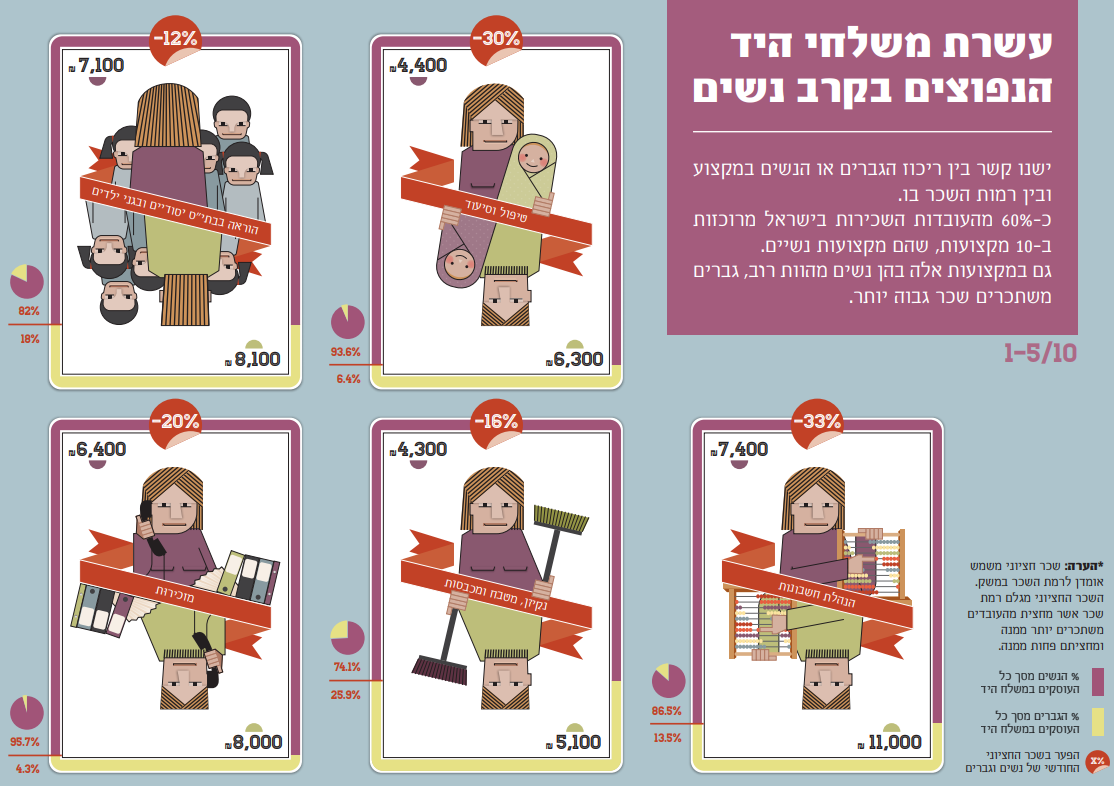 עשרת משלחי היד
הנפוצים בקרב נשים
ישנו קשר בין ריכוז הגברים או הנשים במקצוע
ובין רמות השכר בו.
כ-60% מהעובדות השכירות בישראל מרוכזות
ב-10 מקצועות, שהם מקצועות נשיים.
גם במקצועות אלה בהן נשים מהוות רוב, גברים
משתכרים שכר גבוה יותר.
1-5/10
-30%
₪ 4,400
טיפול וסיעוד
93.6%
6.4%
₪ 6,300
-12%
₪ 7,100
הוראה בבתי"ס יסודיים ובגני ילדים
82%
18%
₪ 8,100
-33%
₪ 7,400
הנהלת חשבונות
86.5%
13.5%
₪ 11,000
-16%
₪ 4,300
נקיון, מטבח ומכבסות
74.1%
25.9%
₪ 5,100
-20%
₪ 6,400
מזכירות
95.7%
4.3%
₪ 8,000
*הערה: שכר חציוני משמש
אומדן לרמת השכר במשק.
השכר החציוני מגלם רמת
שכר אשר מחצית מהעובדים
משתכרים יותר ממנה
ומחציתם פחות ממנה.
% הנשים מסך כל
העוסקים במשלח היד
% הגברים מסך כל
העוסקים במשלח היד
X%
הפער בשכר החציוני
החודשי של נשים וגברים